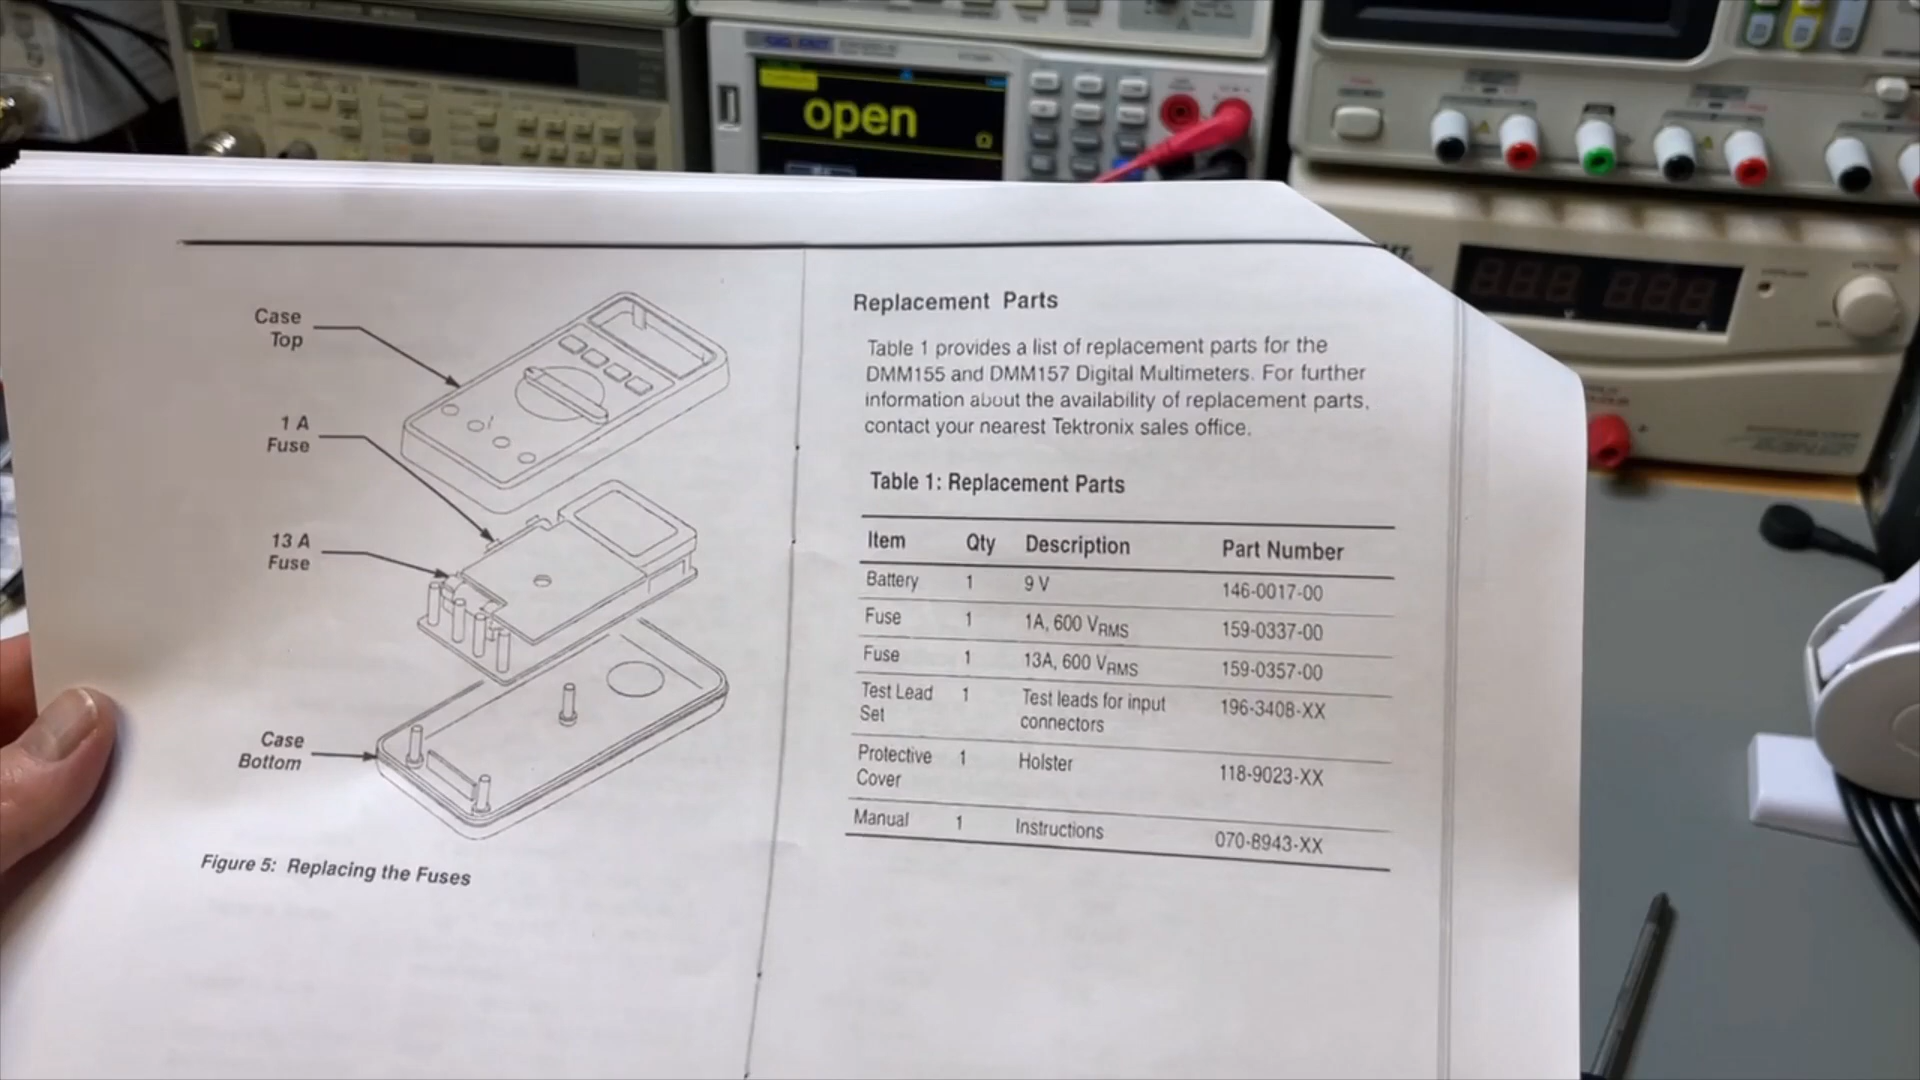 open
Ω
Case
Top
1 A
Fuse
13 A
Fuse
Case
Bottom
Figure 5: Replacing the Fuses
Replacement Parts
Table 1 provides a list of replacement parts for the
DMM155 and DMM157 Digital Multimeters. For further
information about the availability of replacement parts,
contact your nearest Tektronix sales office.
Table 1: Replacement Parts
Item Qty Description Part Number
Battery 1 9 V 146-0017-00
Fuse 1 1A, 600 VRMS 159-0337-00
Fuse 1 13A, 600 VRMS 159-0357-00
Test Lead 1 Test leads for input 196-3408-XX
Set connectors
Protective 1 Holster 118-9023-XX
Cover
Manual 1 Instructions 070-8943-XX